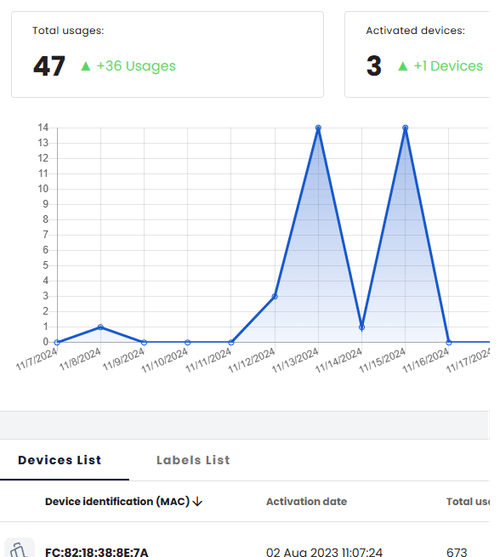 Total usages:
Activated devices:
47 ▲ +36 Usages
3 ▲ +1 Devices
14
13
12
11
10
9
8
7
6
5
4
3
2
1
0
11/7/2024
11/8/2024
11/9/2024
11/10/2024
11/11/2024
11/12/2024
11/13/2024
11/14/2024
11/15/2024
11/16/2024
11/17/2024
Devices List
Labels List
Device identification (MAC) ↓
Activation date
Total us
FC:82:18:38:8E:7A
02 Aug 2023 11:07:24
673